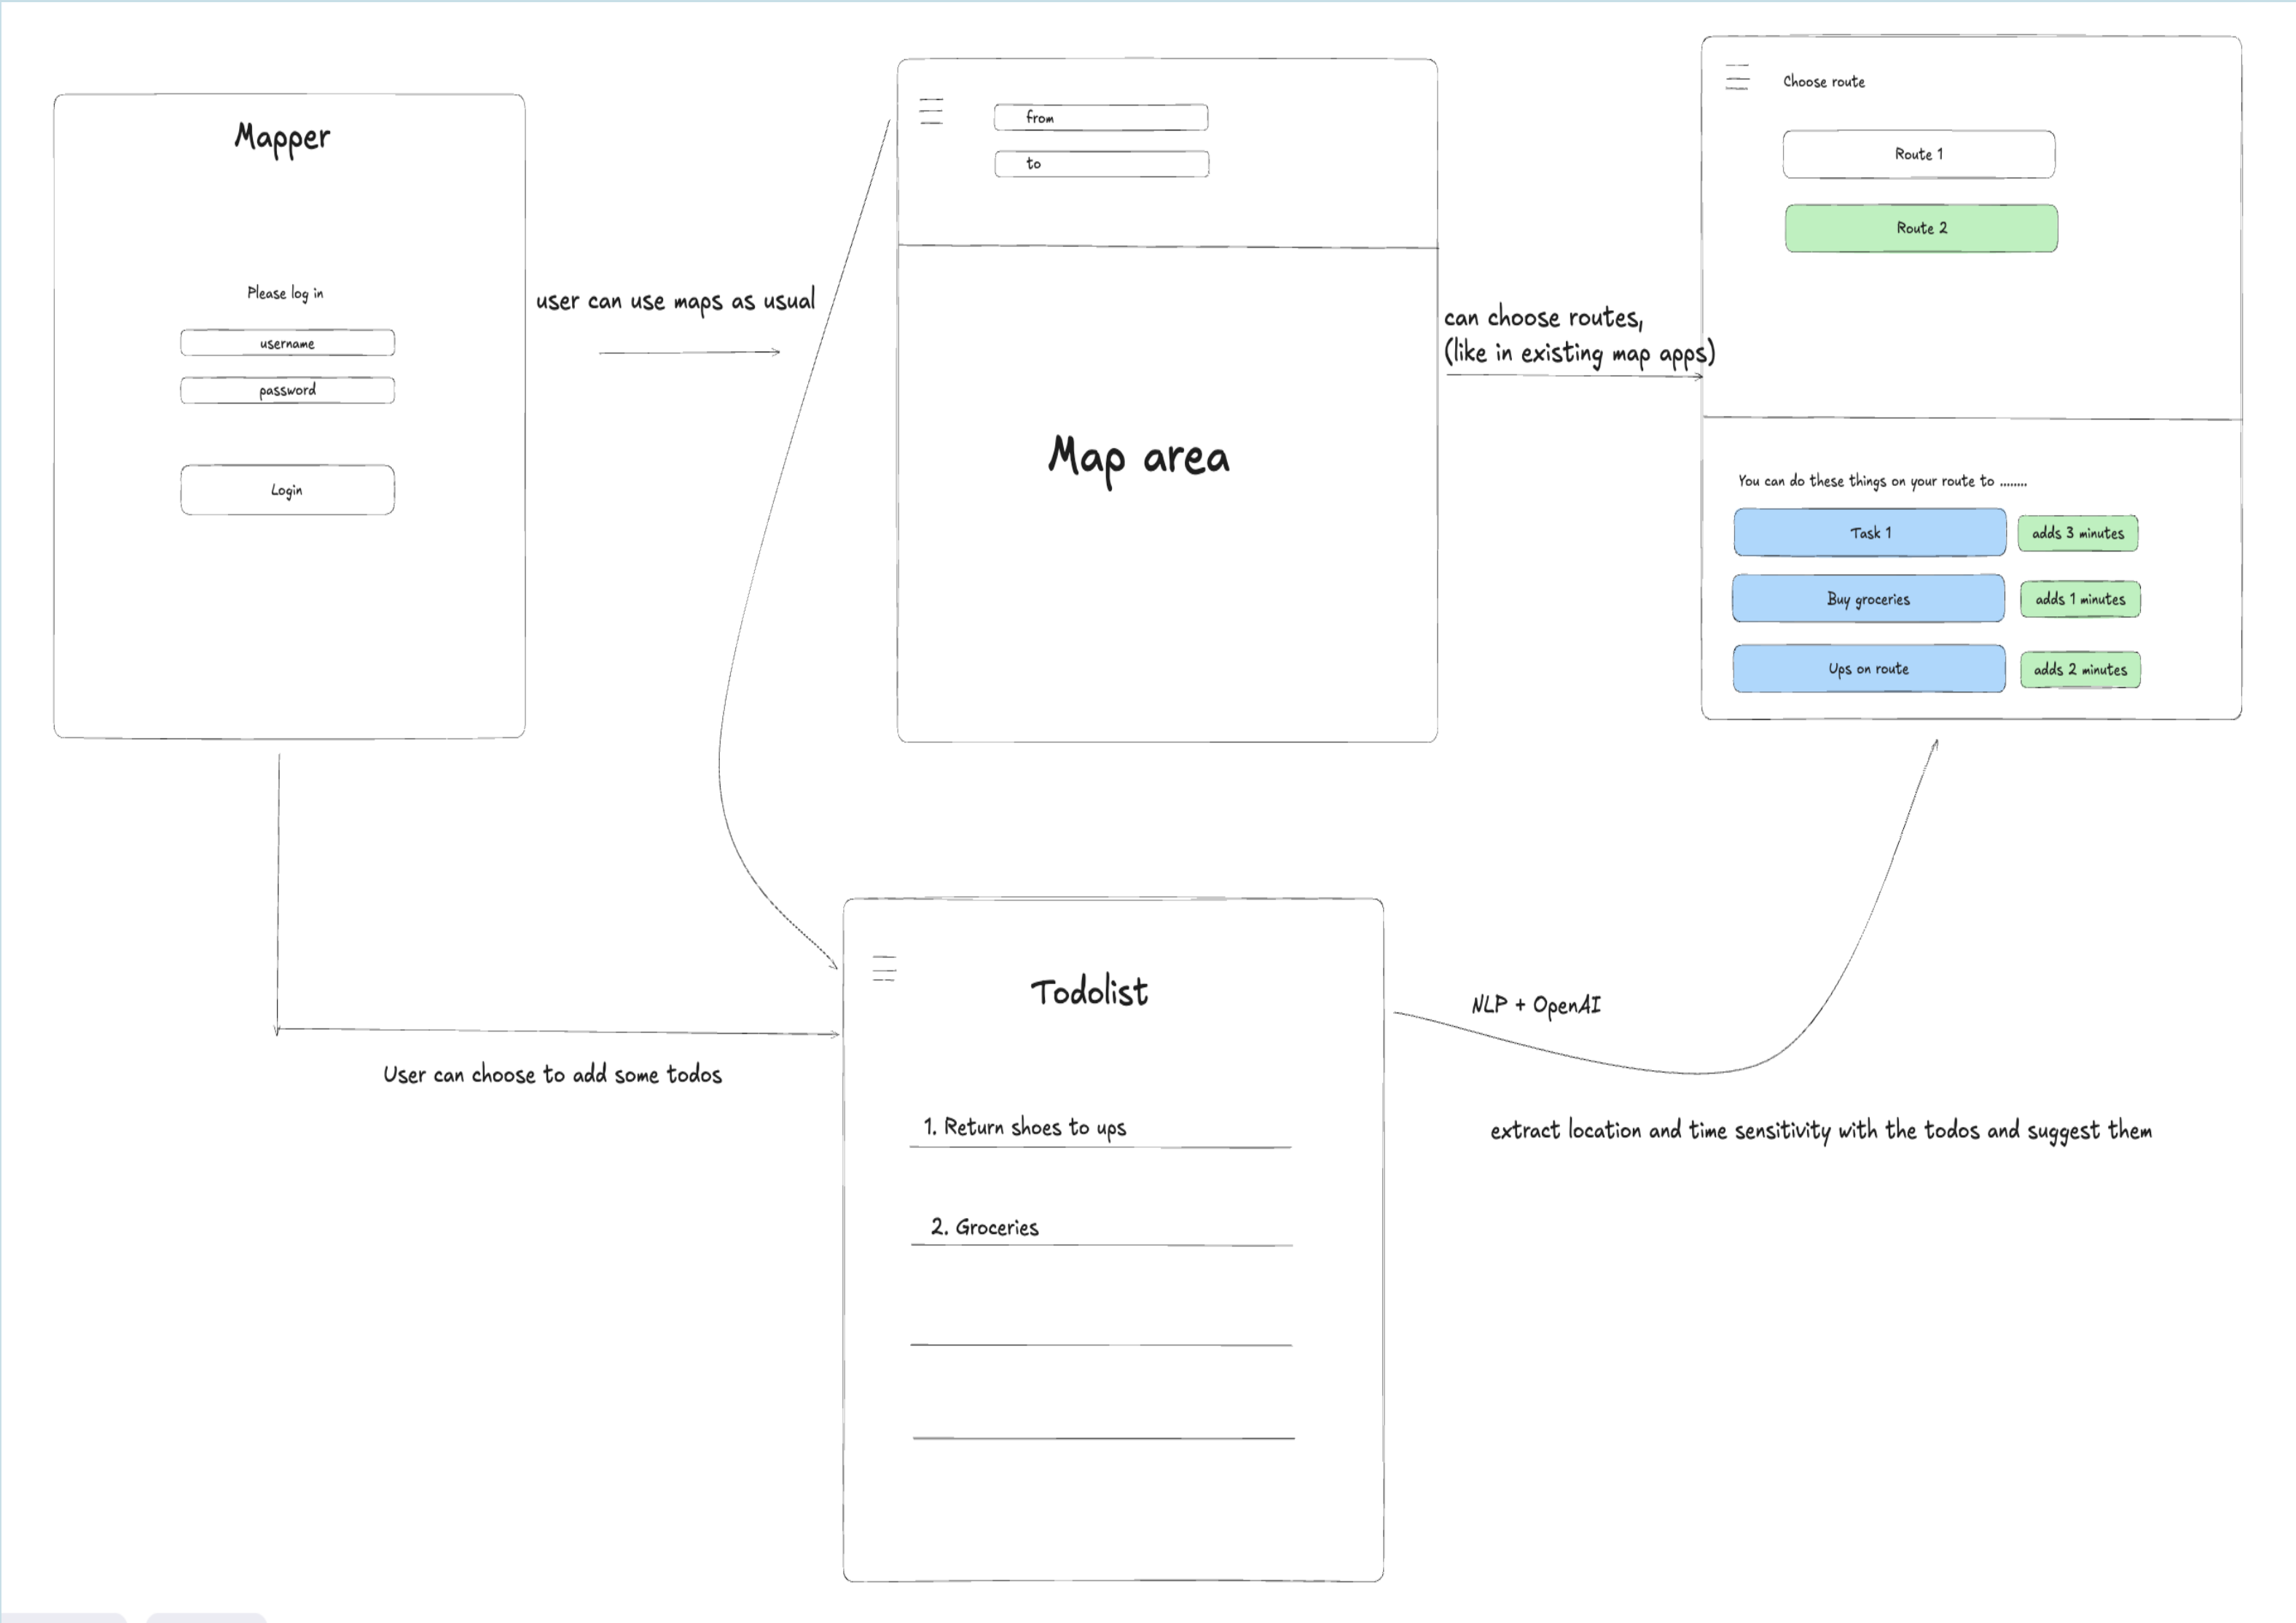 Mapper
Please log in
username
password
Login
user can use maps as usual
from
to
Map area
can choose routes,
(like in existing map apps)
Choose route
Route 1
Route 2
You can do these things on your route to ........
Task 1
adds 3 minutes
Buy groceries
adds 1 minutes
Ups on route
adds 2 minutes
User can choose to add some todos
Todolist
1. Return shoes to ups
2. Groceries
NLP + OpenAI
extract location and time sensitivity with the todos and suggest them